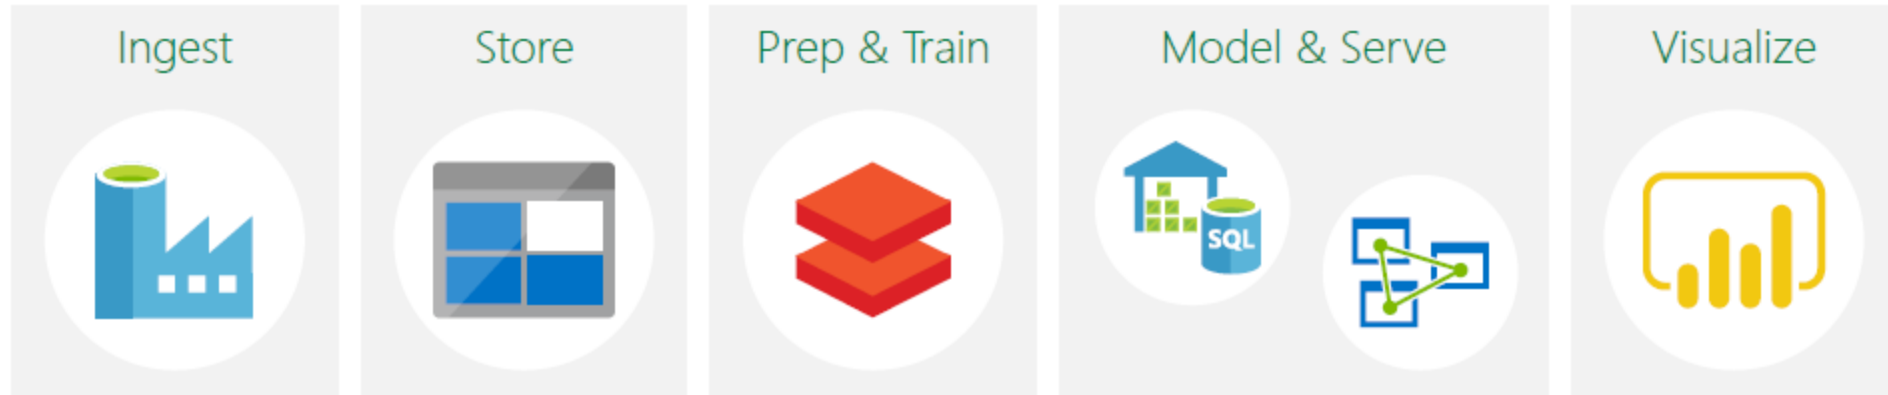 Ingest
Store
Prep & Train
Model & Serve
Visualize
SQL